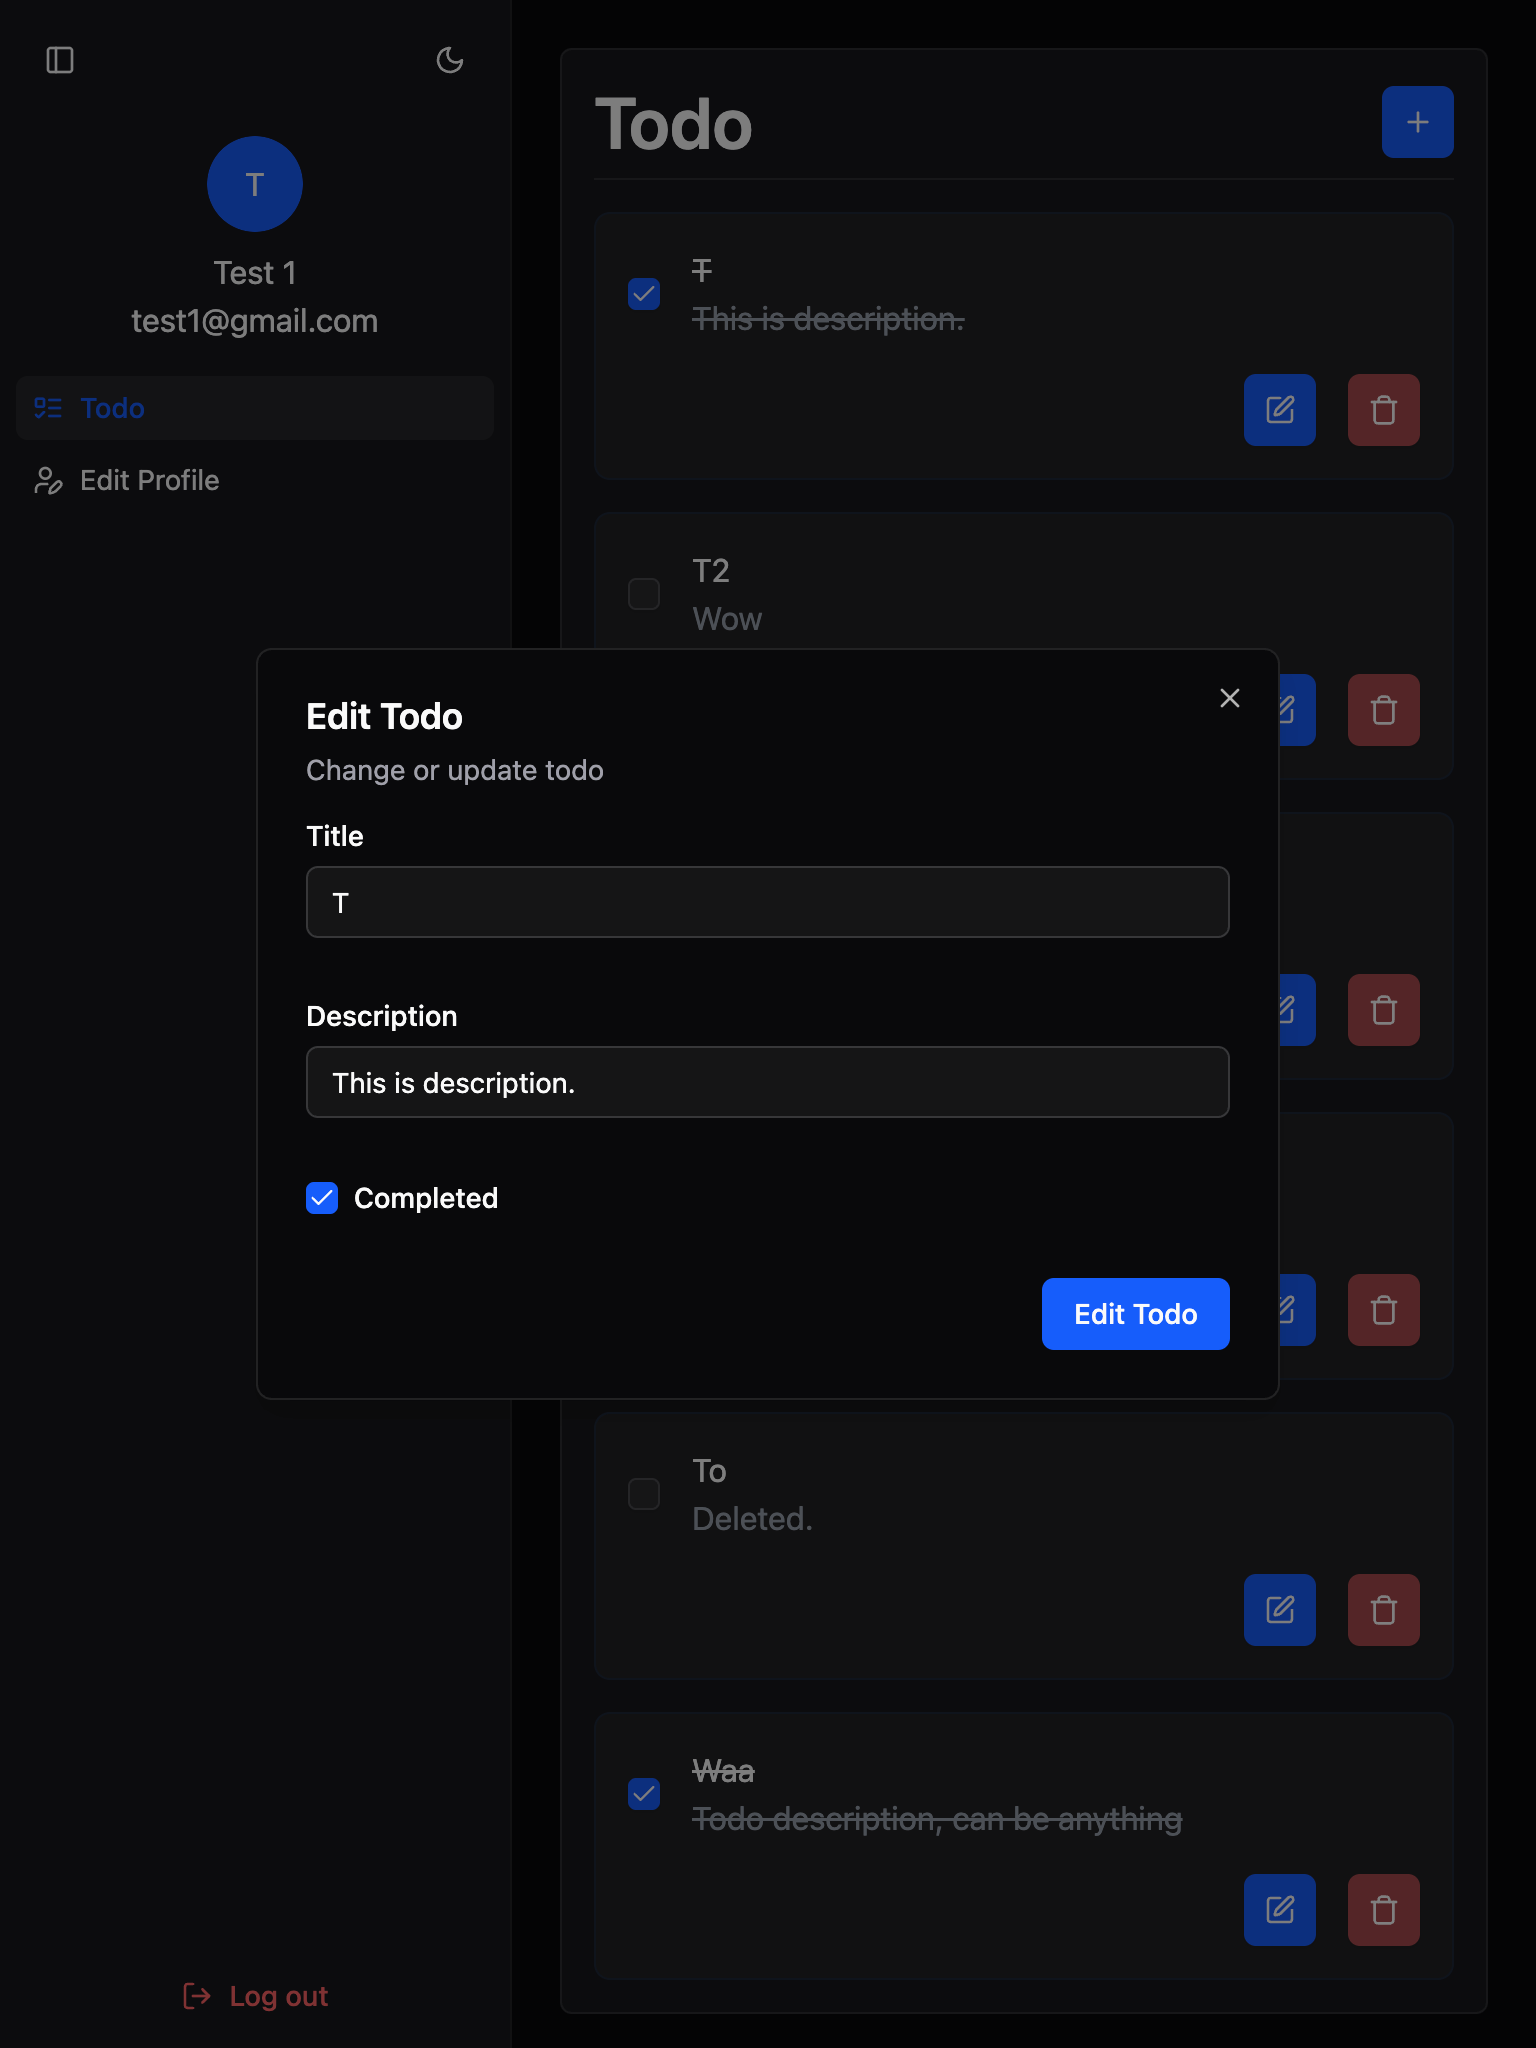 T
Test 1
test1@gmail.com
Todo
Edit Profile
Log out
Todo
T
This is description.
T2
Wow
Edit Todo
Change or update todo
Title
T
Description
This is description.
Completed
Edit Todo
To
Deleted.
Waa
Todo description, can be anything